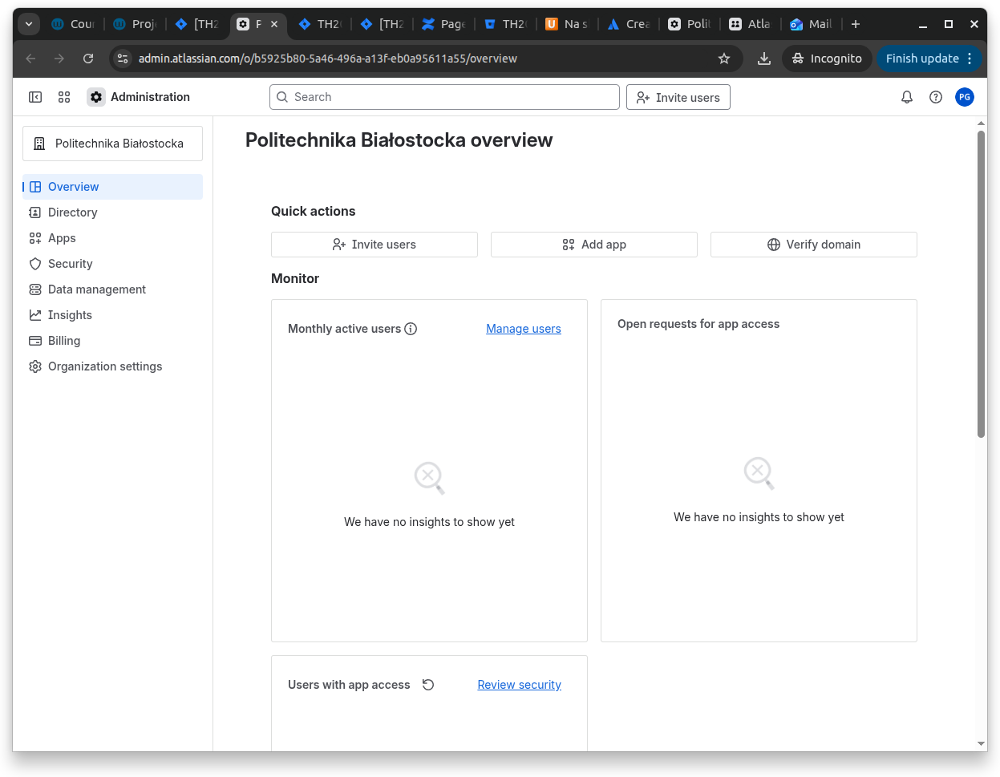 Cour
Proj
[TH2
P
TH2
[TH2
Page
TH2
Na s
Crea
Polit
Atla
Mail
admin.atlassian.com/o/b5925b80-5a46-496a-a13f-eb0a95611a55/overview
Incognito
Finish update
Administration
Search
Invite users
PG
Politechnika Białostocka
Overview
Directory
Apps
Security
Data management
Insights
Billing
Organization settings
Politechnika Białostocka overview
Quick actions
Invite users
Add app
Verify domain
Monitor
Monthly active users
Manage users
We have no insights to show yet
Open requests for app access
We have no insights to show yet
Users with app access
Review security